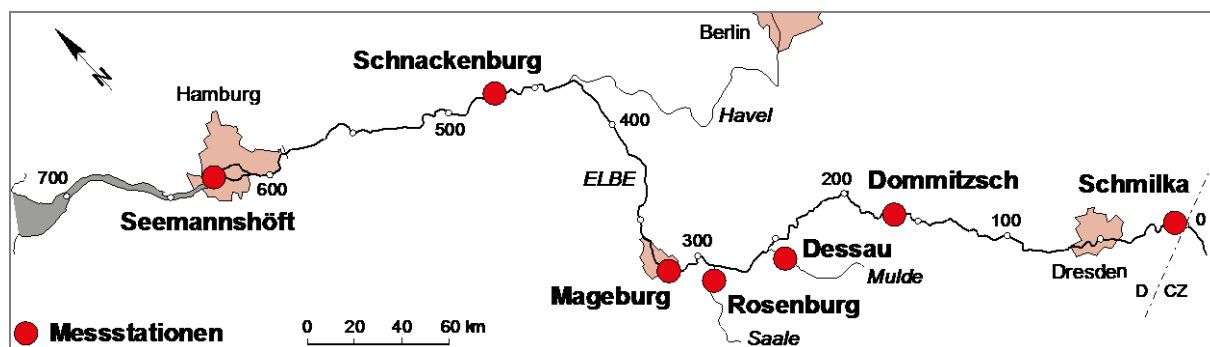 N
Berlin
Schnackenburg
Hamburg
Havel
500
400
700
600
ELBE
200
Dommitzsch
Schmilka
100
0
Seemannshöft
300
Dessau
Dresden
Mulde
Mageburg
Rosenburg
D
CZ
Messstationen
0 20 40 60 km
Saale